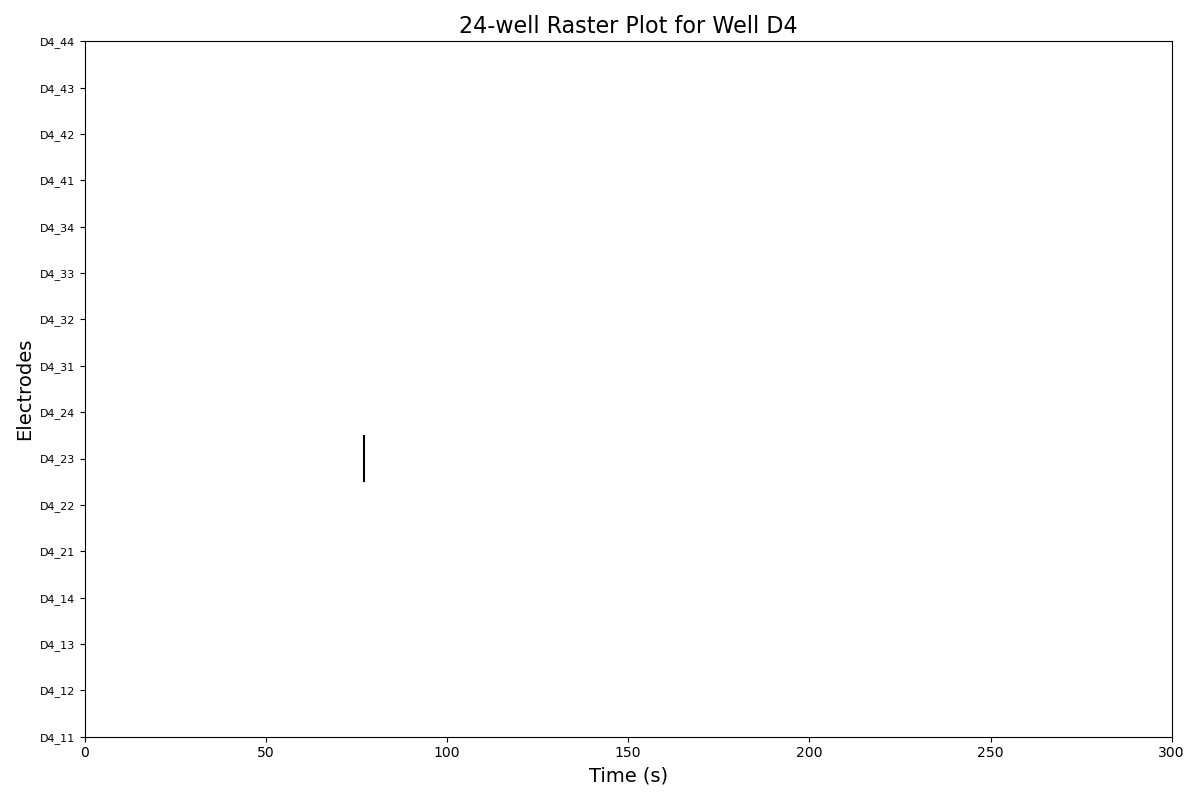 24-well Raster Plot for Well D4
D4_44
D4_43
D4_42
D4_41
D4_34
D4_33
D4_32
D4_31
D4_24
D4_23
D4_22
D4_21
D4_14
D4_13
D4_12
D4_11
Electrodes
0 50 100 150 200 250 300
Time (s)